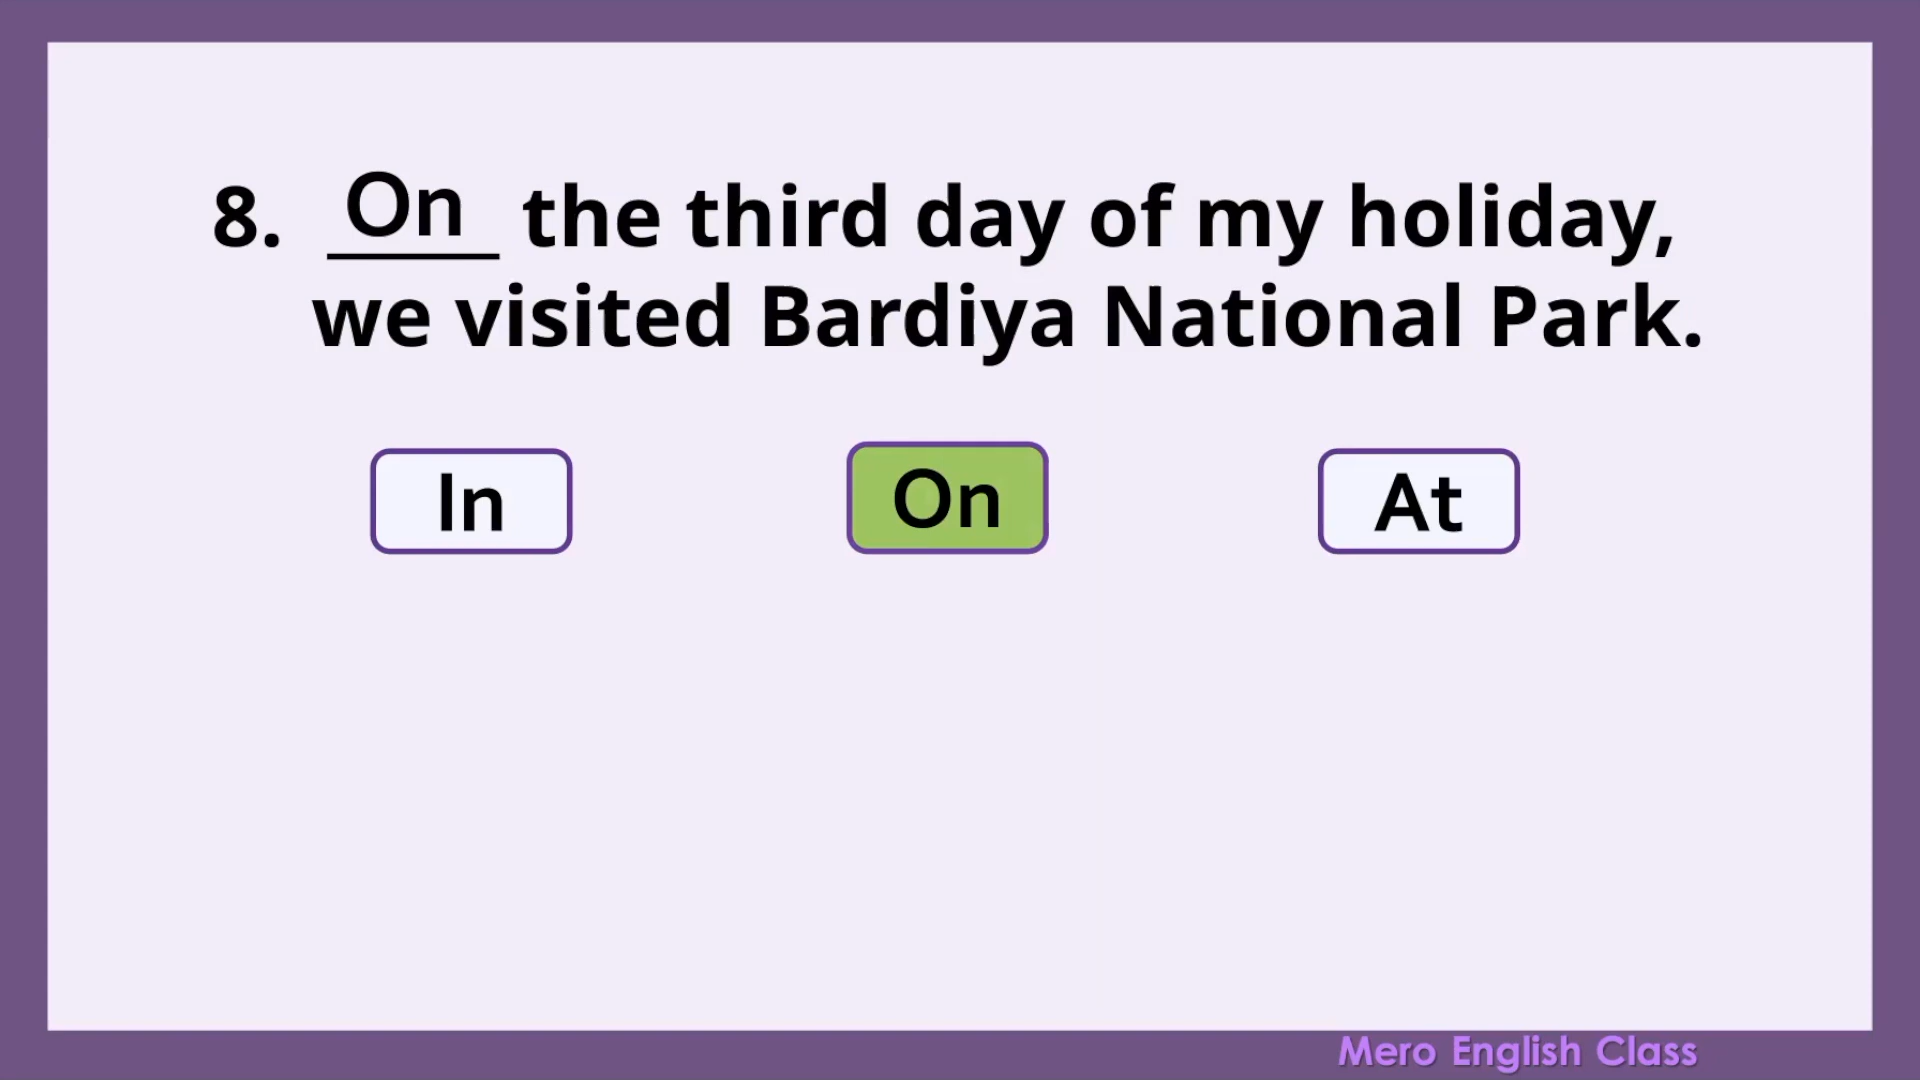 8. On the third day of my holiday,
we visited Bardiya National Park.
In On At
Mero English Class